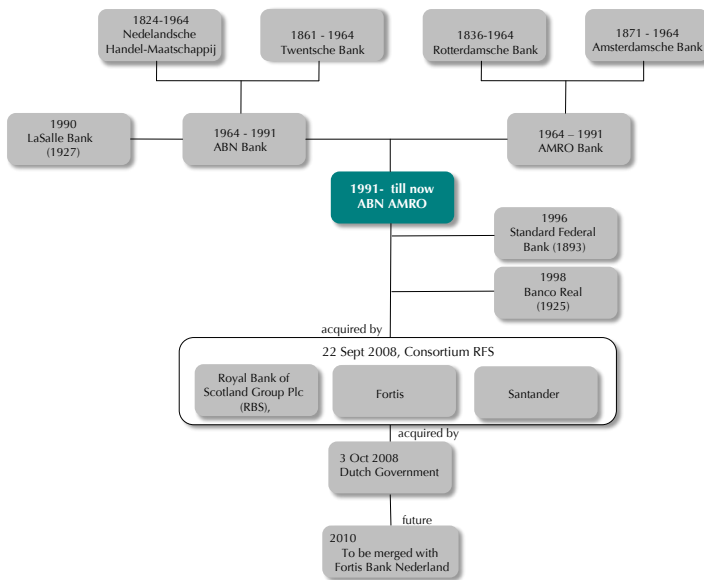 1824-1964
Nedelandsche
Handel-Maatschappij
1861 - 1964
Twentsche Bank
1836-1964
Rotterdamsche Bank
1871 - 1964
Amsterdamsche Bank
1990
LaSalle Bank
(1927)
1964 - 1991
ABN Bank
1964 – 1991
AMRO Bank
1991- till now
ABN AMRO
1996
Standard Federal
Bank (1893)
1998
Banco Real
(1925)
acquired by
22 Sept 2008, Consortium RFS
Royal Bank of
Scotland Group Plc
(RBS),
Fortis
Santander
acquired by
3 Oct 2008
Dutch Government
future
2010
To be merged with
Fortis Bank Nederland